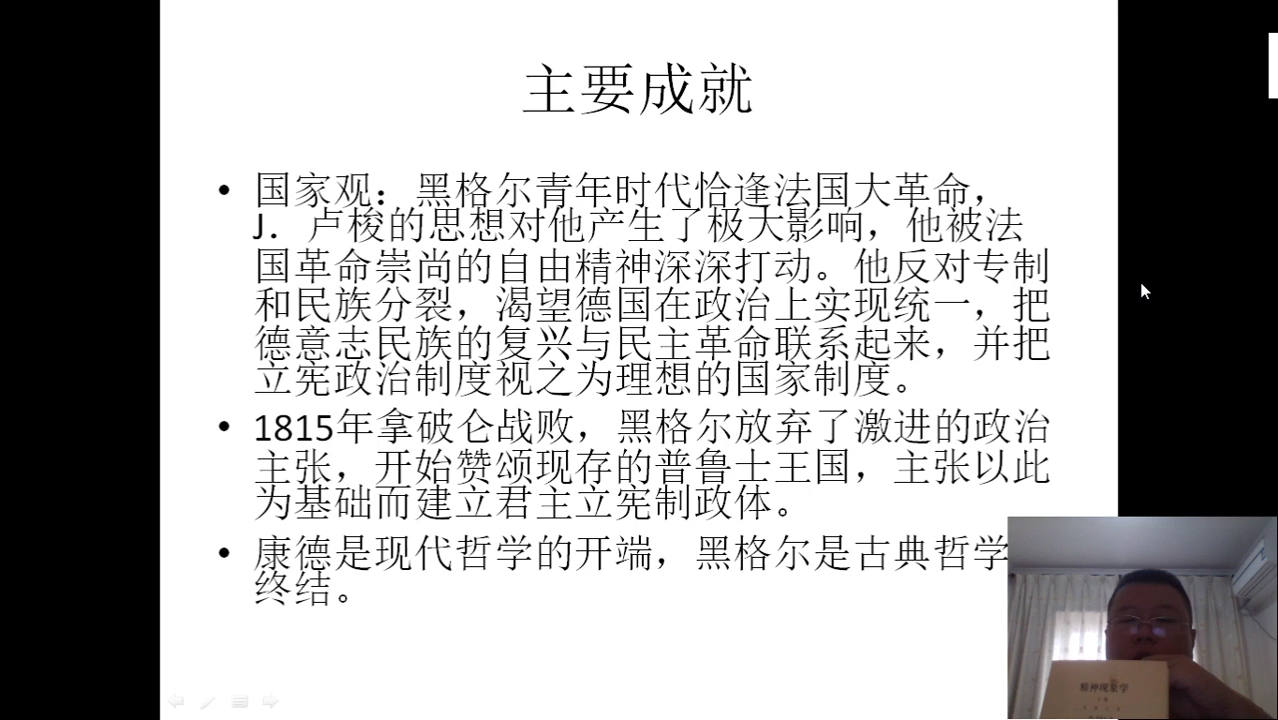 主要成就
• 国家观：黑格尔青年时代恰逢法国大革命，
J．卢梭的思想对他产生了极大影响，他被法
国革命崇尚的自由精神深深打动。他反对专制
和民族分裂，渴望德国在政治上实现统一，把
德意志民族的复兴与民主革命联系起来，并把
立宪政治制度视之为理想的国家制度。
• 1815年拿破仑战败，黑格尔放弃了激进的政治
主张，开始赞颂现存的普鲁士王国，主张以此
为基础而建立君主立宪制政体。
• 康德是现代哲学的开端，黑格尔是古典哲学
终结。
精神现象学